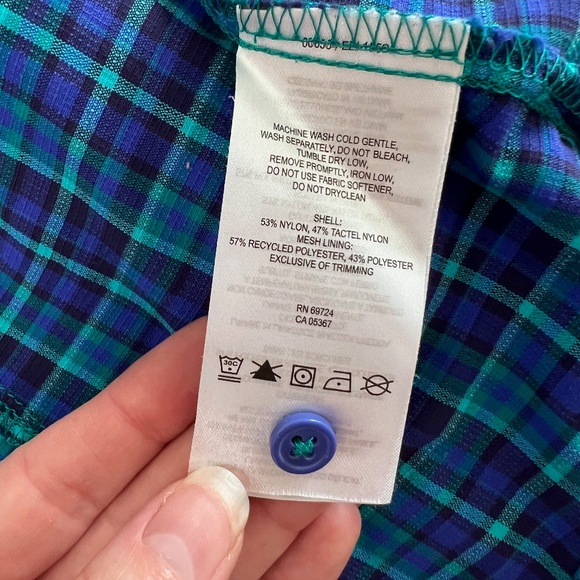 MACHINE WASH COLD GENTLE,
WASH SEPARATELY, DO NOT BLEACH,
TUMBLE DRY LOW,
REMOVE PROMPTLY, IRON LOW,
DO NOT USE FABRIC SOFTENER,
DO NOT DRYCLEAN
SHELL:
53% NYLON, 47% TACTEL NYLON
MESH LINING:
57% RECYCLED POLYESTER, 43% POLYESTER
EXCLUSIVE OF TRIMMING
RN 69724
CA 05367
30C